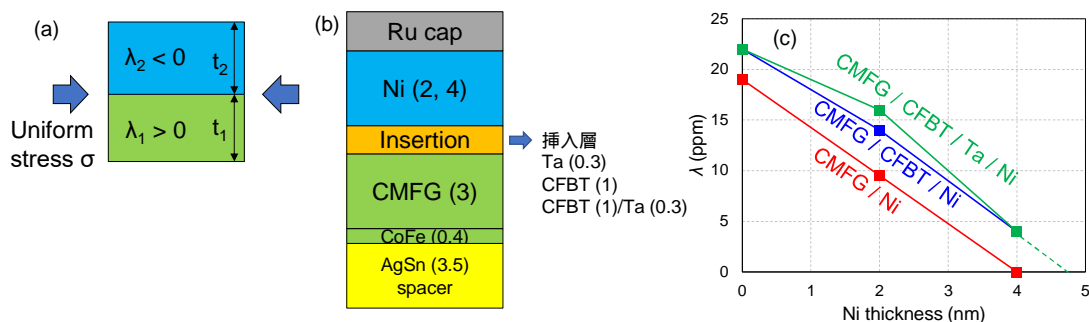 (a)
λ₂ < 0
t₂
λ₁ > 0
t₁
Uniform
stress σ
(b)
Ru cap
Ni (2, 4)
Insertion
CMFG (3)
CoFe (0.4)
AgSn (3.5)
spacer
挿入層
Ta (0.3)
CFBT (1)
CFBT (1)/Ta (0.3)
(c)
λ (ppm)
25
20
15
10
5
0
0 1 2 3 4 5
Ni thickness (nm)
CMFG / CFBT / Ta / Ni
CMFG / CFBT / Ni
CMFG / Ni